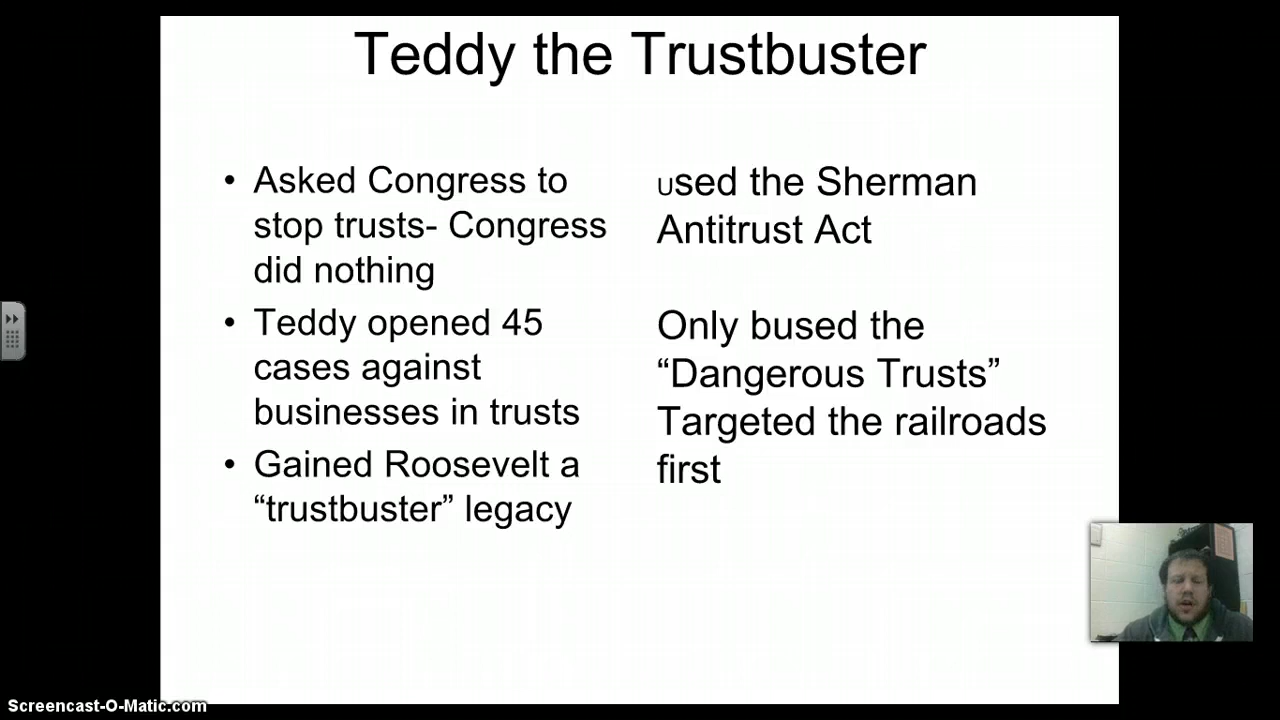 Teddy the Trustbuster
• Asked Congress to
stop trusts- Congress
did nothing
• Teddy opened 45
cases against
businesses in trusts
• Gained Roosevelt a
“trustbuster” legacy
used the Sherman
Antitrust Act
Only bused the
“Dangerous Trusts”
Targeted the railroads
first
Screencast-O-Matic.com